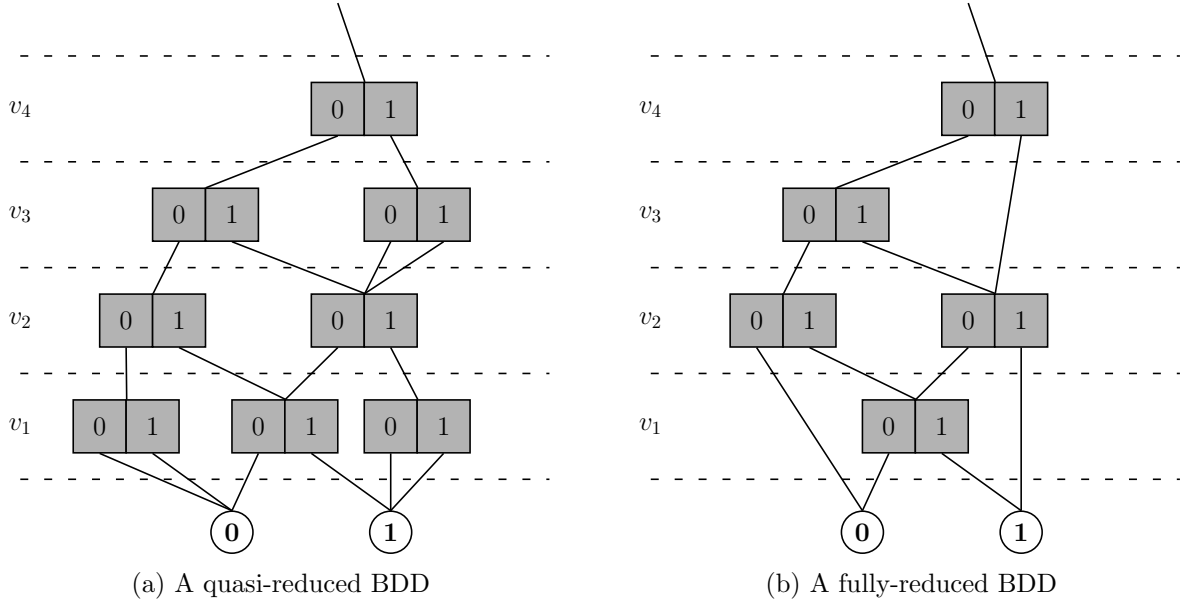 v4 0 1 v4 0 1
v3 0 1 0 1 v3 0 1
v2 0 1 0 1 v2 0 1 0 1
v1 0 1 0 1 0 1 v1 0 1
0 1 0 1
(a) A quasi-reduced BDD
(b) A fully-reduced BDD